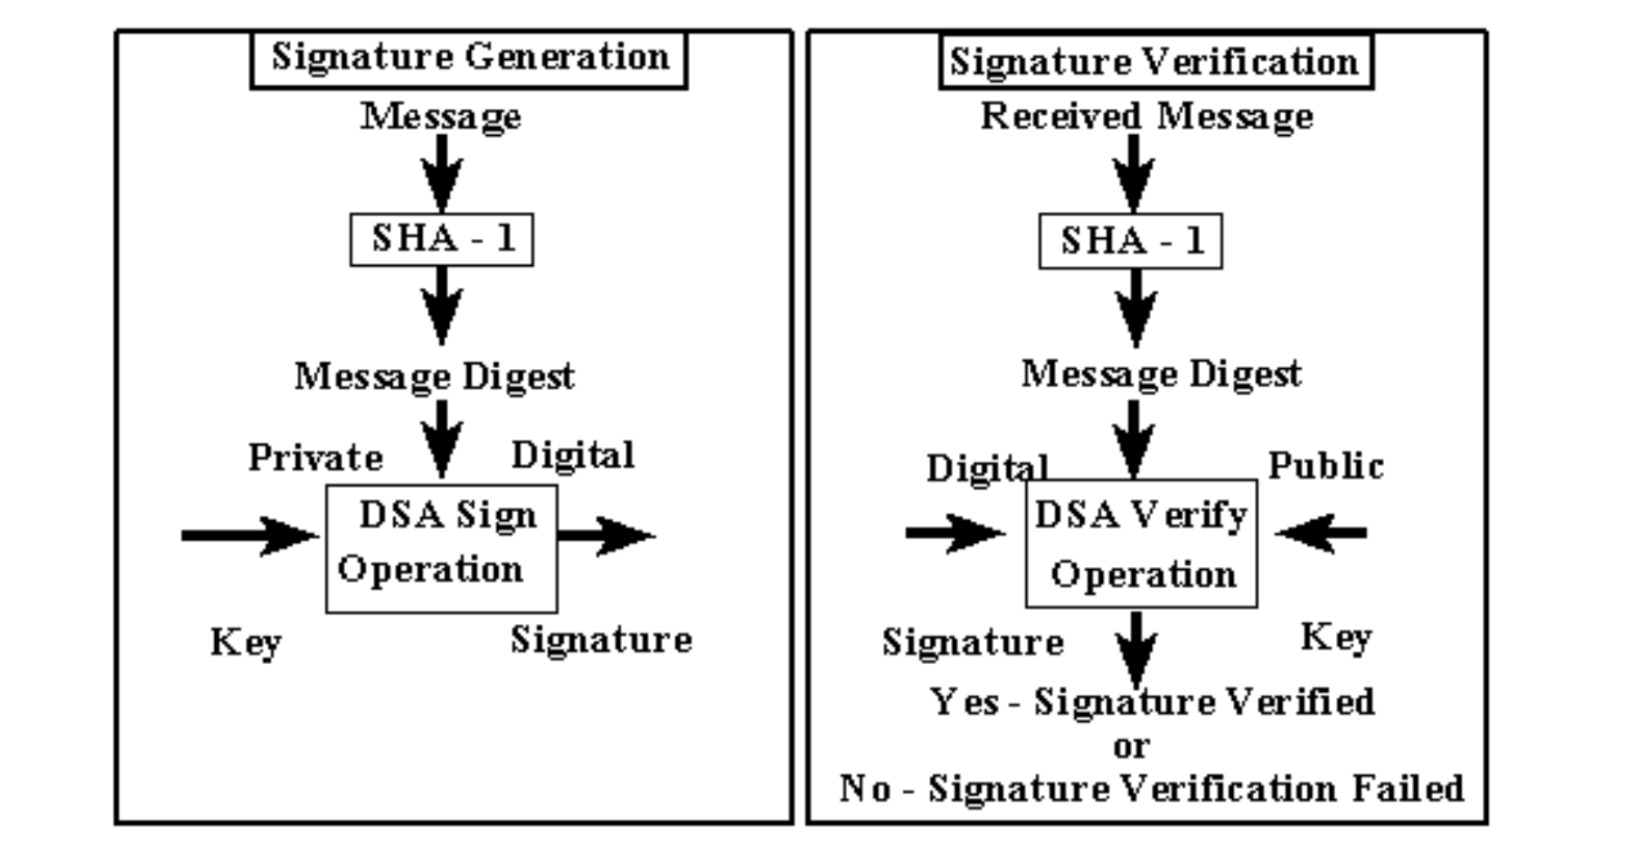 Signature Generation
Message
SHA - 1
Message Digest
Private
Digital
DSA Sign
Operation
Key
Signature
Signature Verification
Received Message
SHA - 1
Message Digest
Digital
Public
DSA Verify
Operation
Signature
Key
Yes - Signature Verified
or
No - Signature Verification Failed